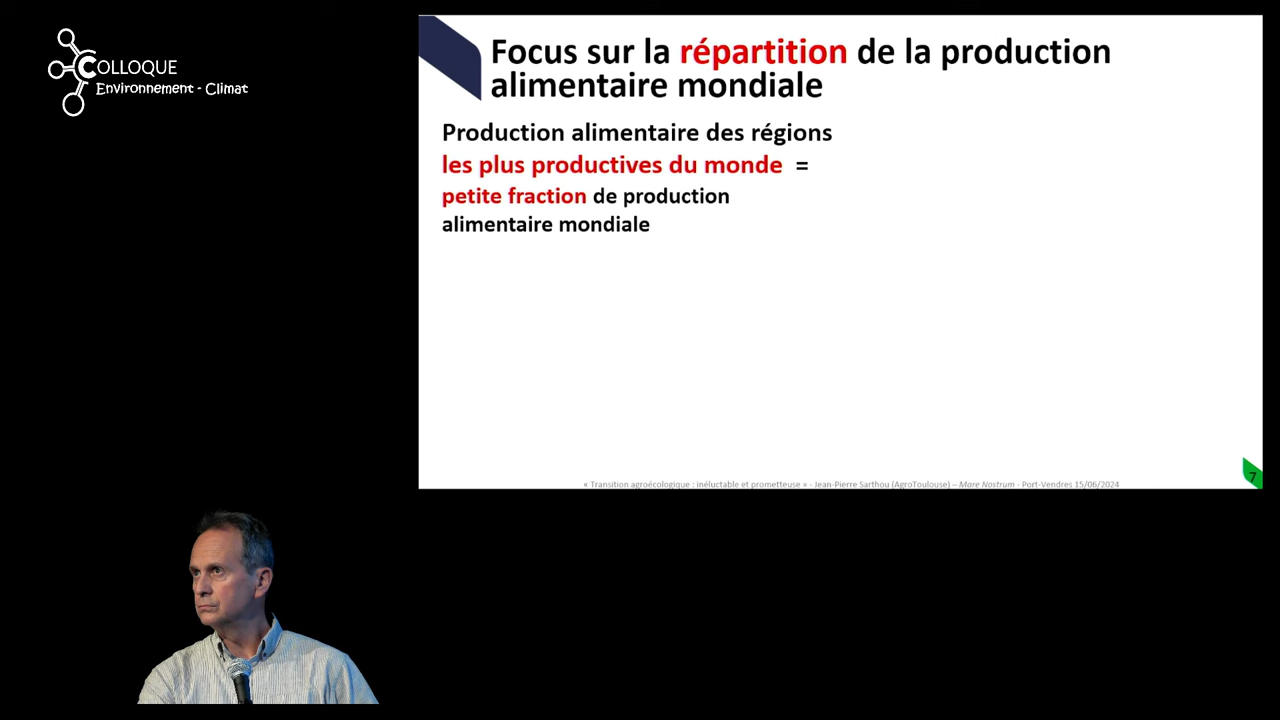 COLLOQUE
Environnement - Climat
Focus sur la répartition de la production
alimentaire mondiale
Production alimentaire des régions
les plus productives du monde =
petite fraction de production
alimentaire mondiale
« Transition agroécologique : inéluctable et prometteuse » - Jean-Pierre Sarthou (AgroToulouse) – Mare Nostrum - Port-Vendres 15/06/2024
7